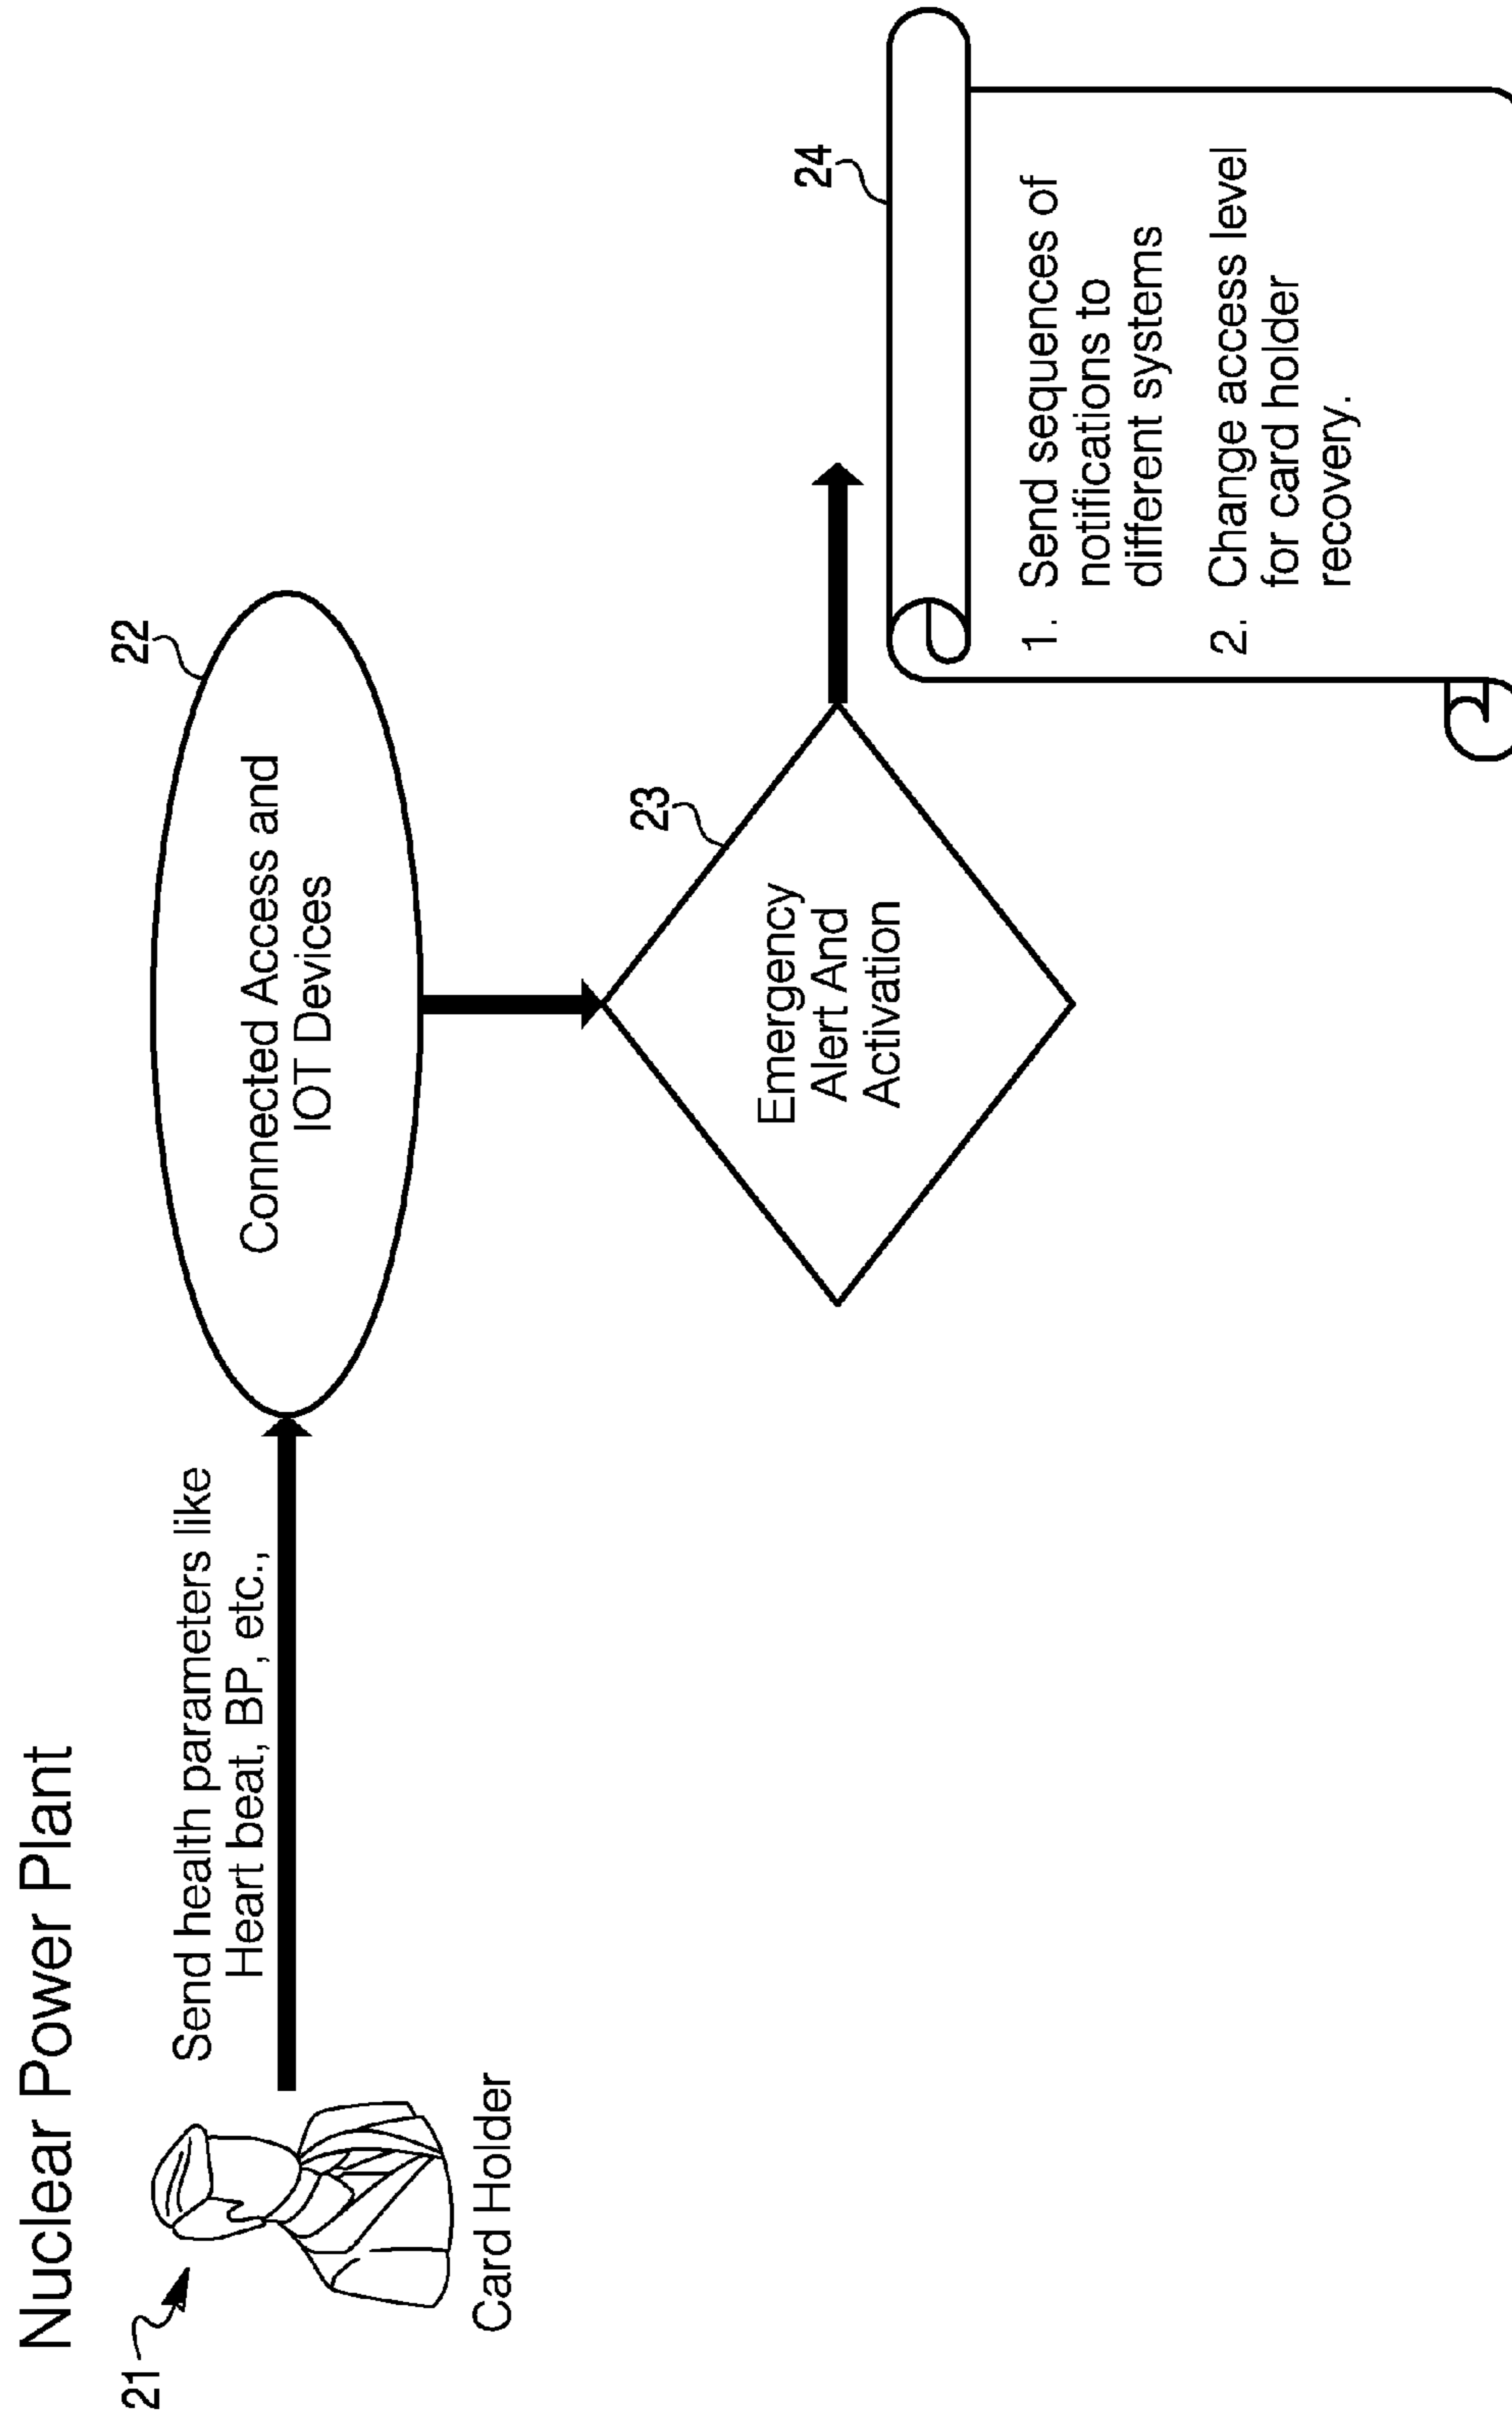 Nuclear Power Plant
21
Card Holder
Send health parameters like
Heart beat, BP, etc.,
22
Connected Access and
IOT Devices
23
Emergency
Alert And
Activation
24
1. Send sequences of
notifications to
different systems
2. Change access level
for card holder
recovery.